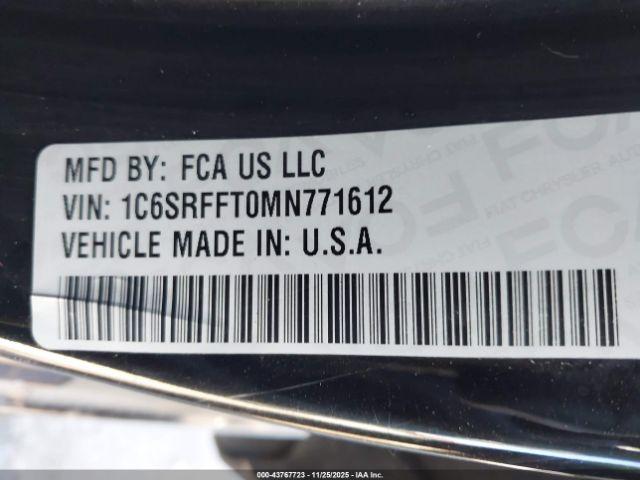 MFD BY: FCA US LLC
VIN: 1C6SRFFT0MN771612
VEHICLE MADE IN: U.S.A.
000-43767723 - 11/25/2025 - IAA Inc.